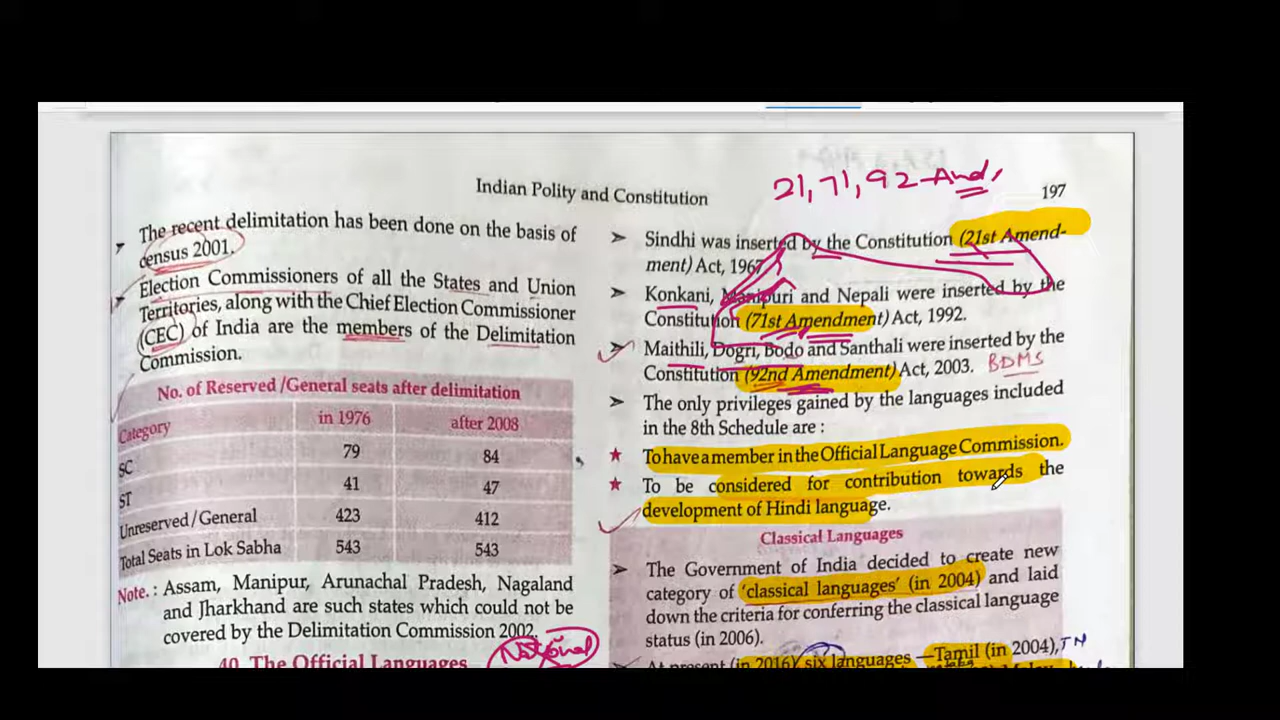 Indian Polity and Constitution
21, 71, 92 - And,
197
The recent delimitation has been done on the basis of
census 2001.
Election Commissioners of all the States and Union
Territories, along with the Chief Election Commissioner
(CEC) of India are the members of the Delimitation
Commission.
No. of Reserved /General seats after delimitation
Category in 1976 after 2008
SC 79 84
ST 41 47
Unreserved/General 423 412
Total Seats in Lok Sabha 543 543
Note. : Assam, Manipur, Arunachal Pradesh, Nagaland
and Jharkhand are such states which could not be
covered by the Delimitation Commission 2002.
National
40. The Official Languages
➤ Sindhi was inserted by the Constitution (21st Amend-
ment) Act, 1967
➤ Konkani, Manipuri and Nepali were inserted by the
Constitution (71st Amendment) Act, 1992.
➤ Maithili, Dogri, Bodo and Santhali were inserted by the
Constitution (92nd Amendment) Act, 2003. BDMS
➤ The only privileges gained by the languages included
in the 8th Schedule are :
★ To have a member in the Official Language Commission.
★ To be considered for contribution towards the
development of Hindi language.
Classical Languages
➤ The Government of India decided to create new
category of 'classical languages' (in 2004) and laid
down the criteria for conferring the classical language
status (in 2006).
At present (in 2016) six languages —Tamil (in 2004), TN